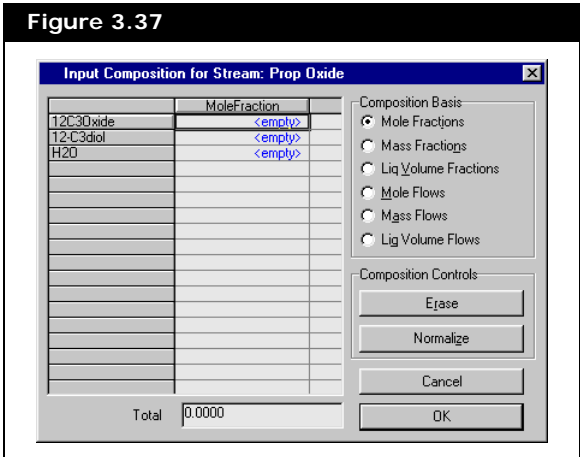 Figure 3.37
Input Composition for Stream: Prop Oxide
MoleFraction
12C3Oxide <empty>
12-C3diol <empty>
H2O <empty>
Total 0.0000
Composition Basis
Mole Fractions
Mass Fractions
Liq Volume Fractions
Mole Flows
Mass Flows
Liq Volume Flows
Composition Controls
Erase
Normalize
Cancel
OK